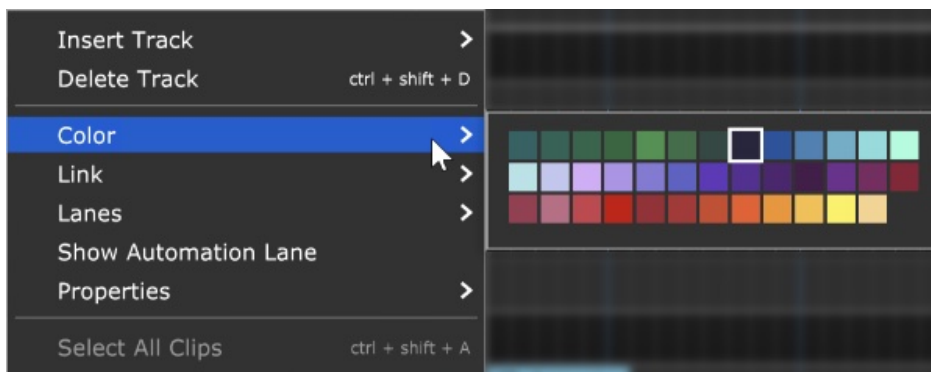 Insert Track
Delete Track ctrl + shift + D
Color
Link
Lanes
Show Automation Lane
Properties
Select All Clips ctrl + shift + A